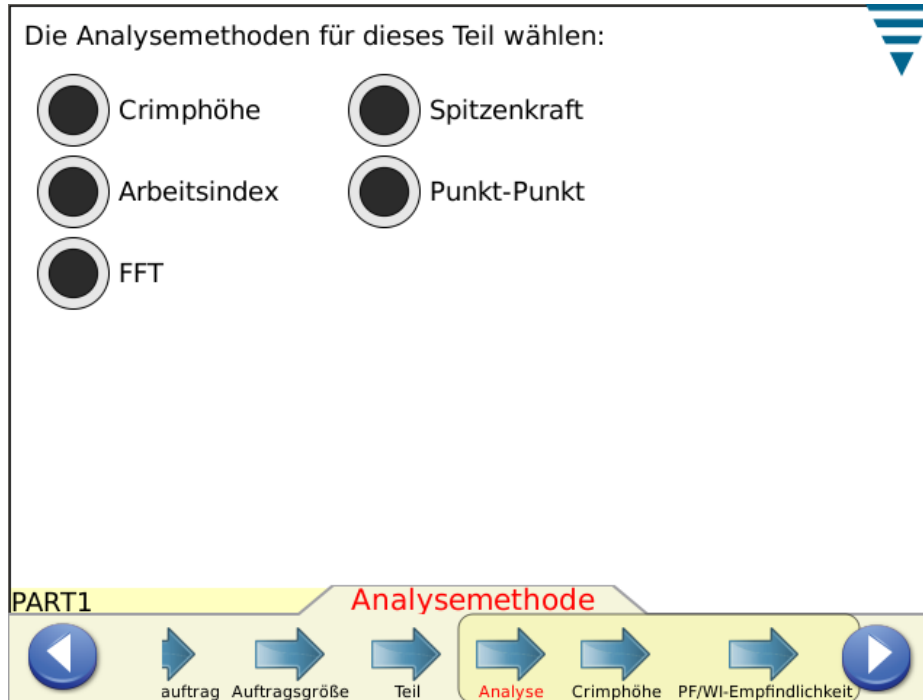 Die Analysemethoden für dieses Teil wählen:
Crimphöhe
Spitzenkraft
Arbeitsindex
Punkt-Punkt
FFT
PART1
Analysemethode
auftrag
Auftragsgröße
Teil
Analyse
Crimphöhe
PF/WI-Empfindlichkeit